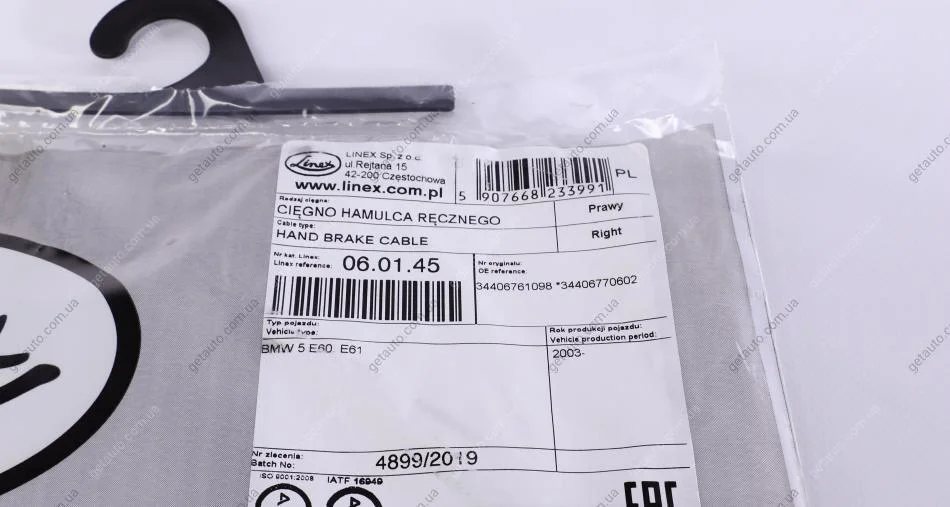 Linex
LINEX Sp. z o.o.
ul Rejtana 15
42-200 Częstochowa
www.linex.com.pl
5 907668 233991
PL
Rodzaj cięgna:
CIĘGNO HAMULCA RĘCZNEGO
Prawy
Cable type:
HAND BRAKE CABLE
Right
Nr kat. Linex:
Linex reference:
06.01.45
Nr oryginału:
OE reference:
34406761098 *34406770602
Typ pojazdu:
Vehicle type:
BMW 5 E60 E61
Rok produkcji pojazdu:
Vehicle production period:
2003-
Nr zlecenia:
Batch No:
4899/2019
ISO 9001:2008
IATF 16949
EAC
getauto.com.ua